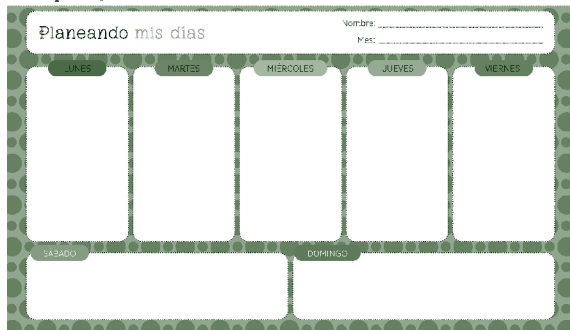 Planeando mis días
Nombre:
Mes:
LUNES
MARTES
MIÉRCOLES
JUEVES
VIERNES
SÁBADO
DOMINGO